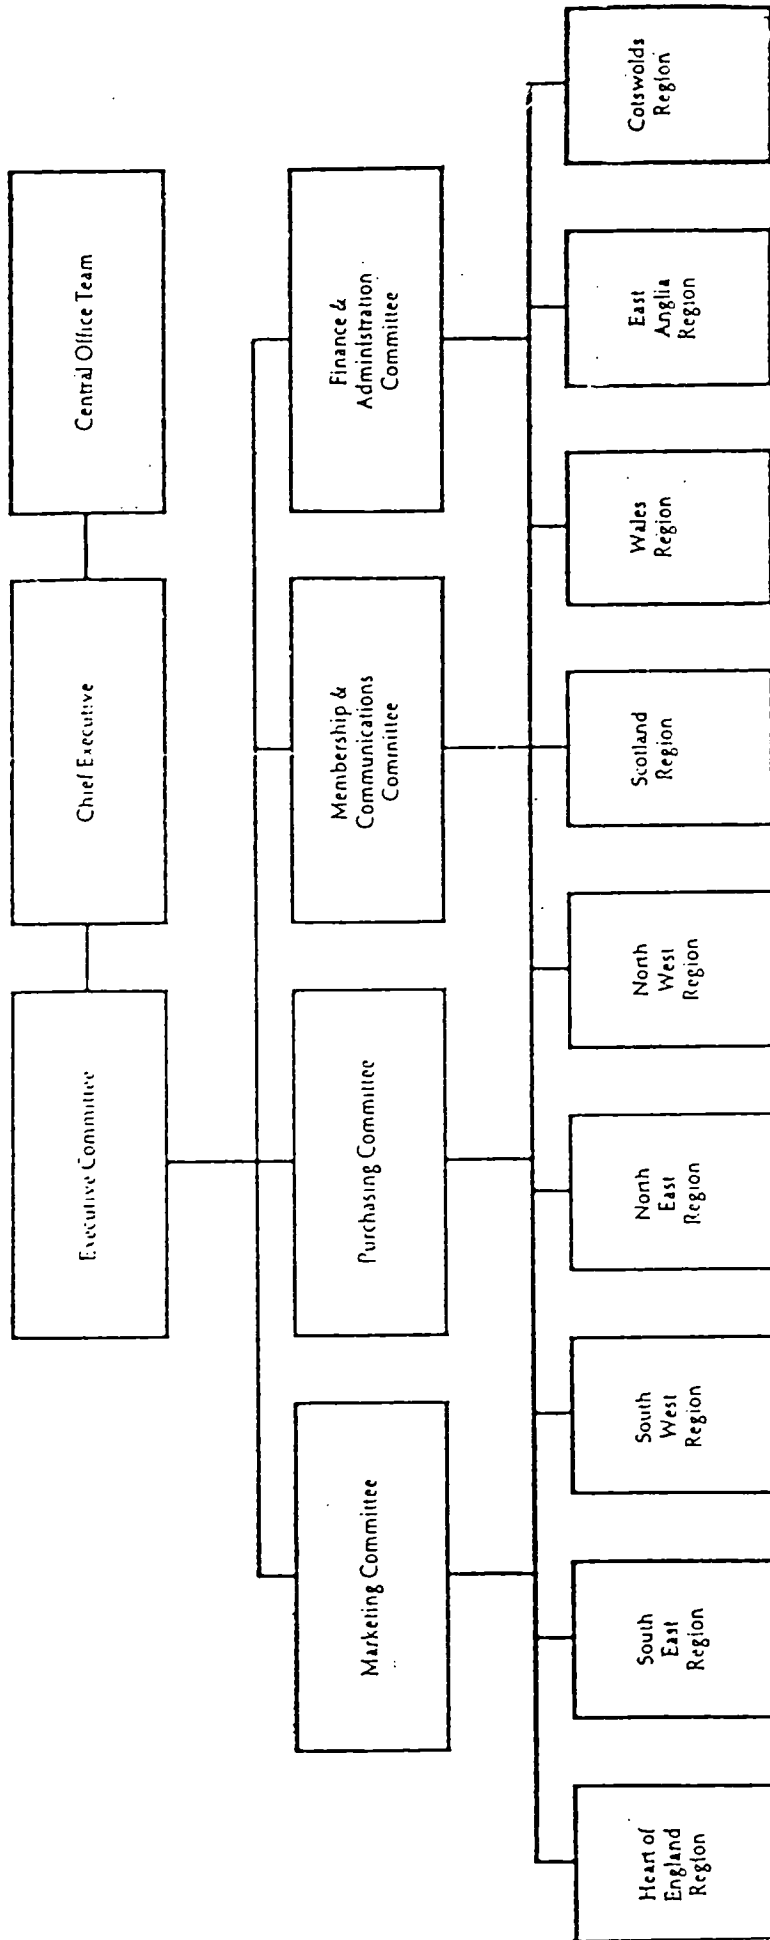 Executive Committee
Chief Executive
Central Office Team
Marketing Committee
Purchasing Committee
Membership &
Communications
Committee
Finance &
Administration
Committee
Heart of
England
Region
South
East
Region
South
West
Region
North
East
Region
North
West
Region
Scotland
Region
Wales
Region
East
Anglia
Region
Cotswolds
Region